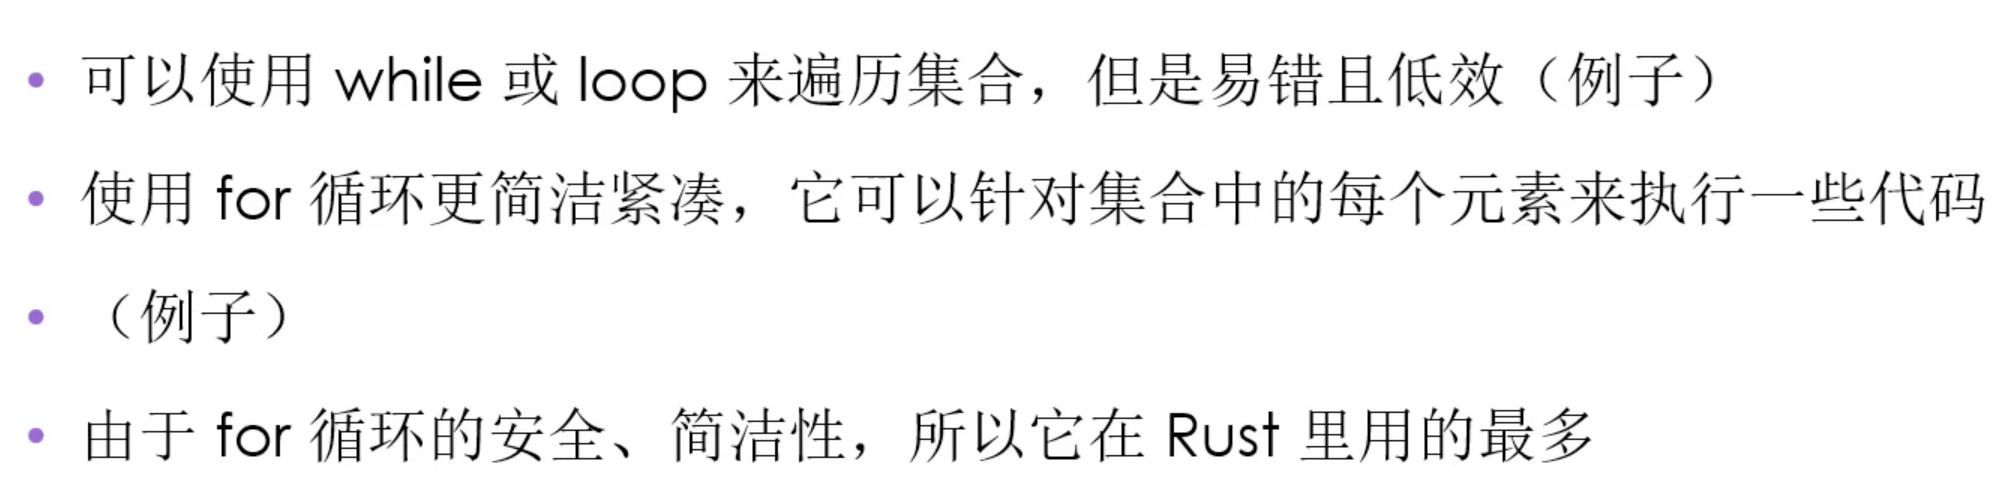 • 可以使用 while 或 loop 来遍历集合，但是易错且低效（例子）
• 使用 for 循环更简洁紧凑，它可以针对集合中的每个元素来执行一些代码
• （例子）
• 由于 for 循环的安全、简洁性，所以它在 Rust 里用的最多